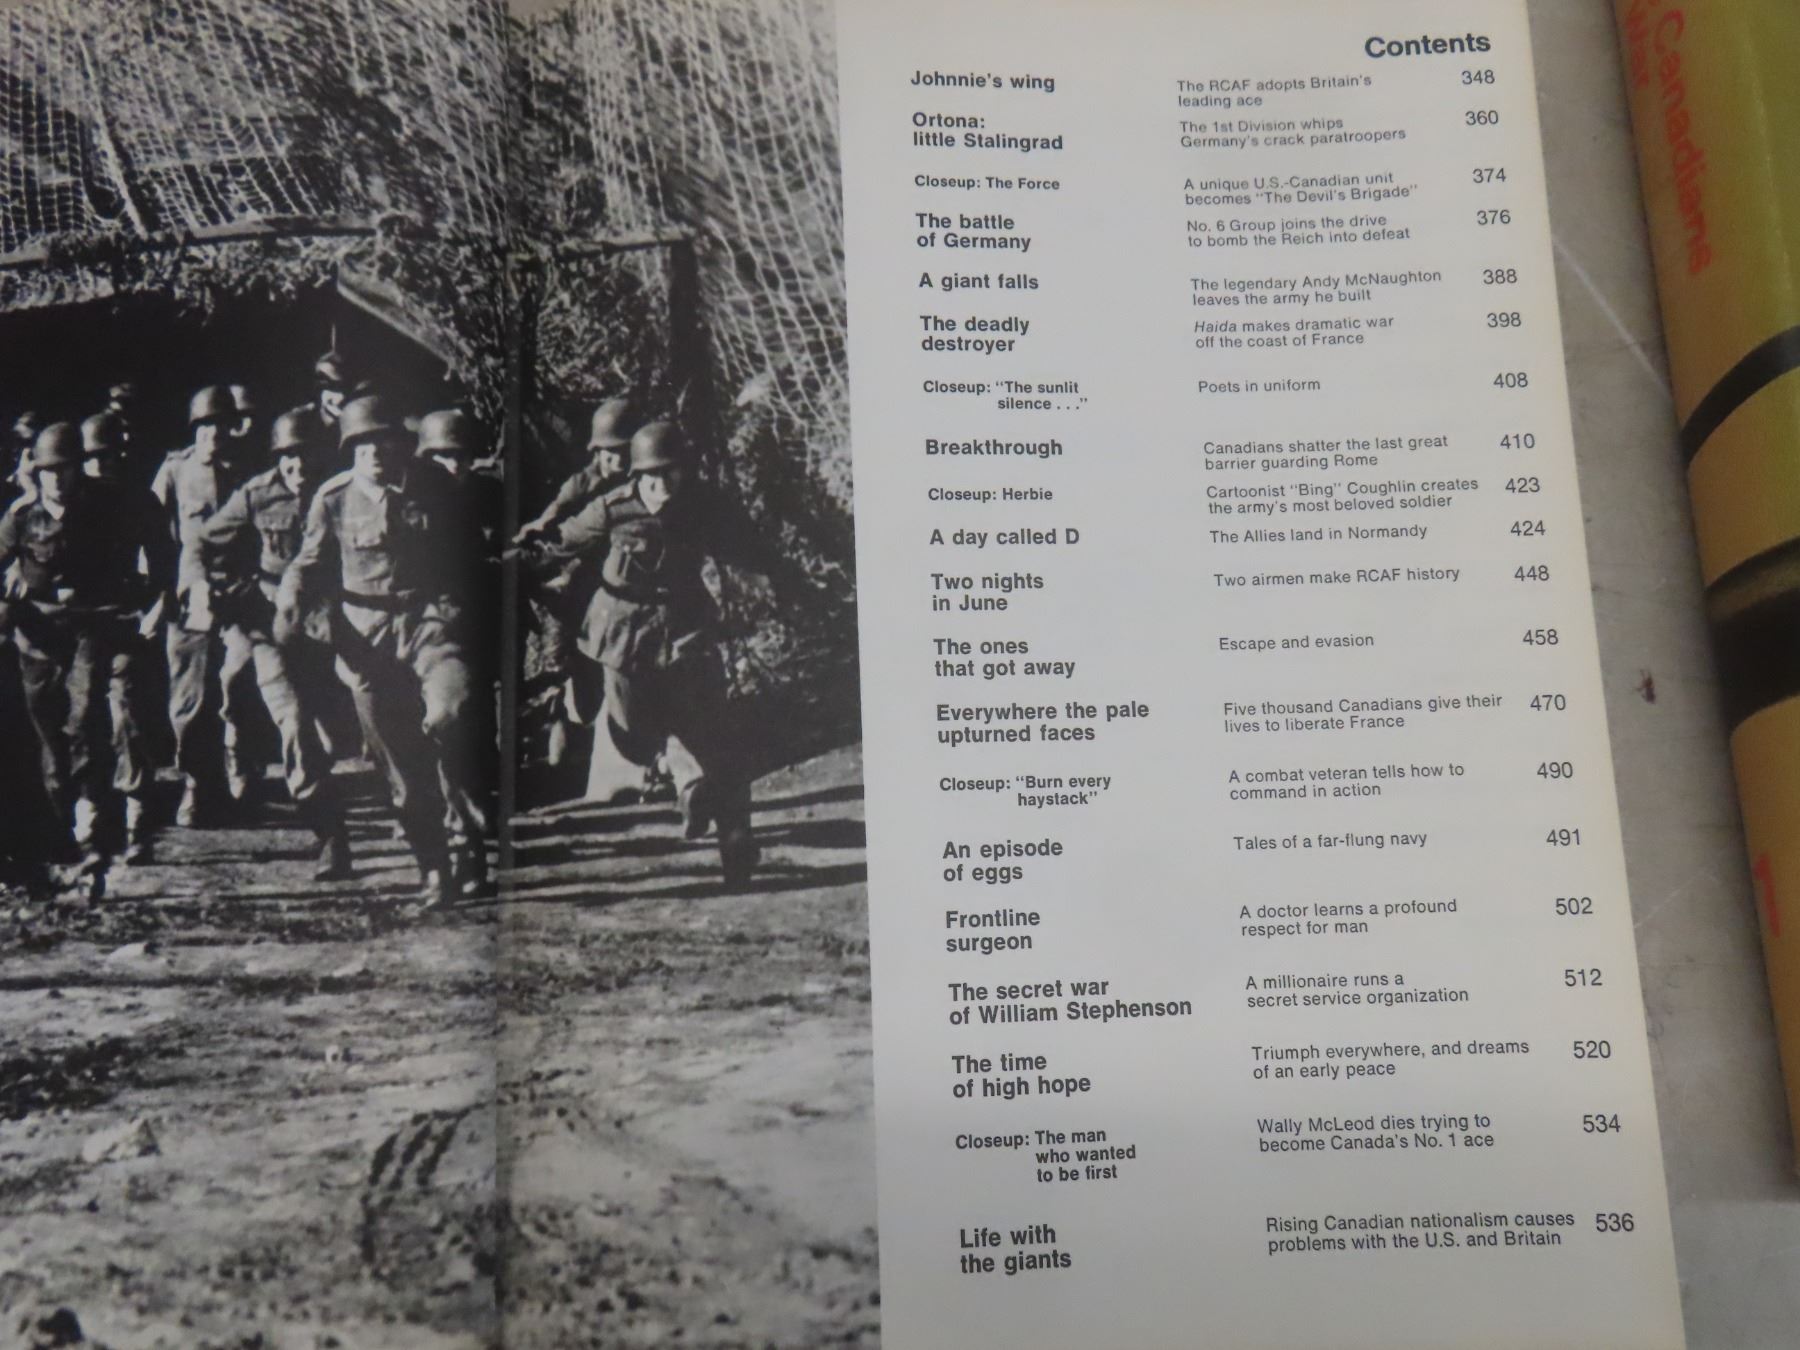 Contents
Johnnie's wing
The RCAF adopts Britain's
leading ace
348
Ortona:
little Stalingrad
The 1st Division whips
Germany's crack paratroopers
360
Closeup: The Force
A unique U.S.-Canadian unit
becomes "The Devil's Brigade"
374
The battle
of Germany
No. 6 Group joins the drive
to bomb the Reich into defeat
376
A giant falls
The legendary Andy McNaughton
leaves the army he built
388
The deadly
destroyer
Haida makes dramatic war
off the coast of France
398
Closeup: "The sunlit
silence . . ."
Poets in uniform
408
Breakthrough
Canadians shatter the last great
barrier guarding Rome
410
Closeup: Herbie
Cartoonist "Bing" Coughlin creates
the army's most beloved soldier
423
A day called D
The Allies land in Normandy
424
Two nights
in June
Two airmen make RCAF history
448
The ones
that got away
Escape and evasion
458
Everywhere the pale
upturned faces
Five thousand Canadians give their
lives to liberate France
470
Closeup: "Burn every
haystack"
A combat veteran tells how to
command in action
490
An episode
of eggs
Tales of a far-flung navy
491
Frontline
surgeon
A doctor learns a profound
respect for man
502
The secret war
of William Stephenson
A millionaire runs a
secret service organization
512
The time
of high hope
Triumph everywhere, and dreams
of an early peace
520
Closeup: The man
who wanted
to be first
Wally McLeod dies trying to
become Canada's No. 1 ace
534
Life with
the giants
Rising Canadian nationalism causes
problems with the U.S. and Britain
536
Canadians
War
1